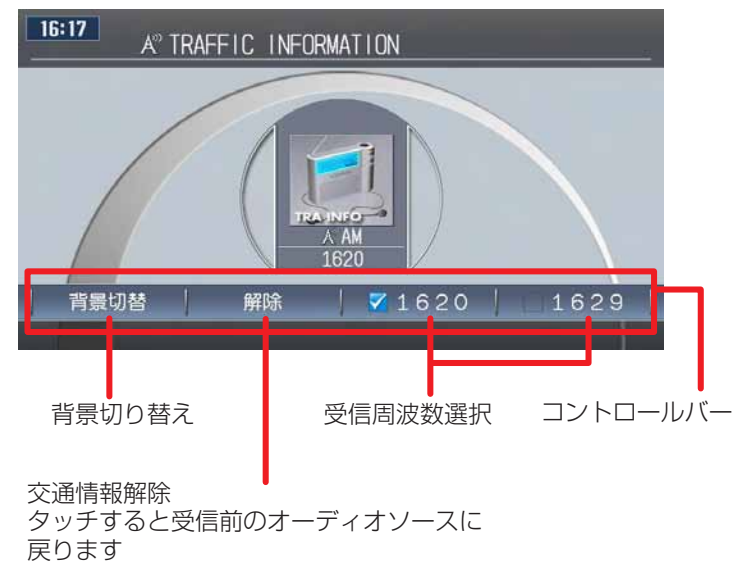 16:17
TRAFFIC INFORMATION
TRA INFO
AM
1620
背景切替
解除
1620
1629
背景切り替え
受信周波数選択
コントロールバー
交通情報解除
タッチすると受信前のオーディオソースに
戻ります